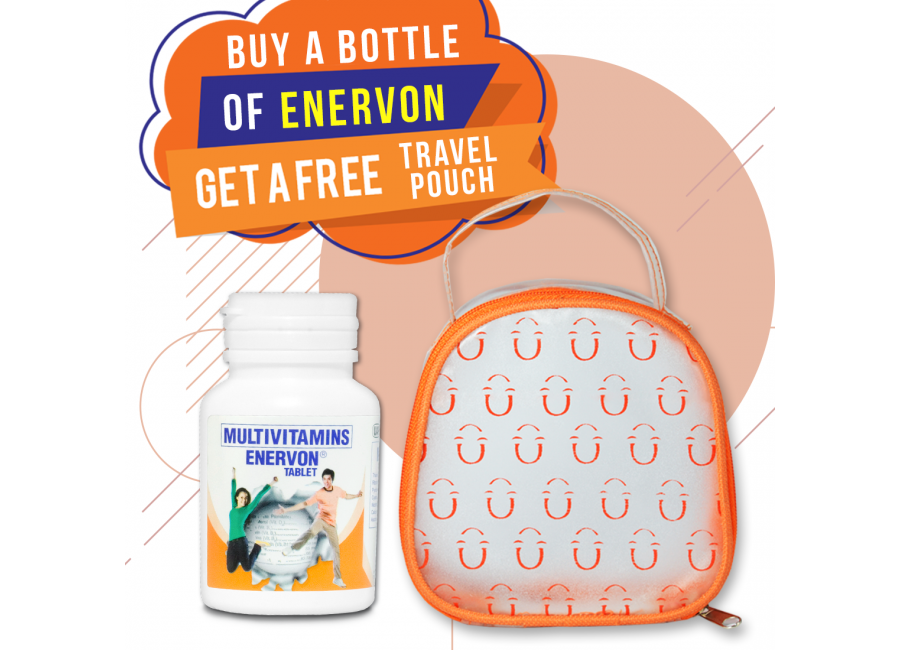 BUY A BOTTLE
OF ENERVON
GET A FREE TRAVEL
POUCH
MULTIVITAMINS
ENERVON®
TABLET